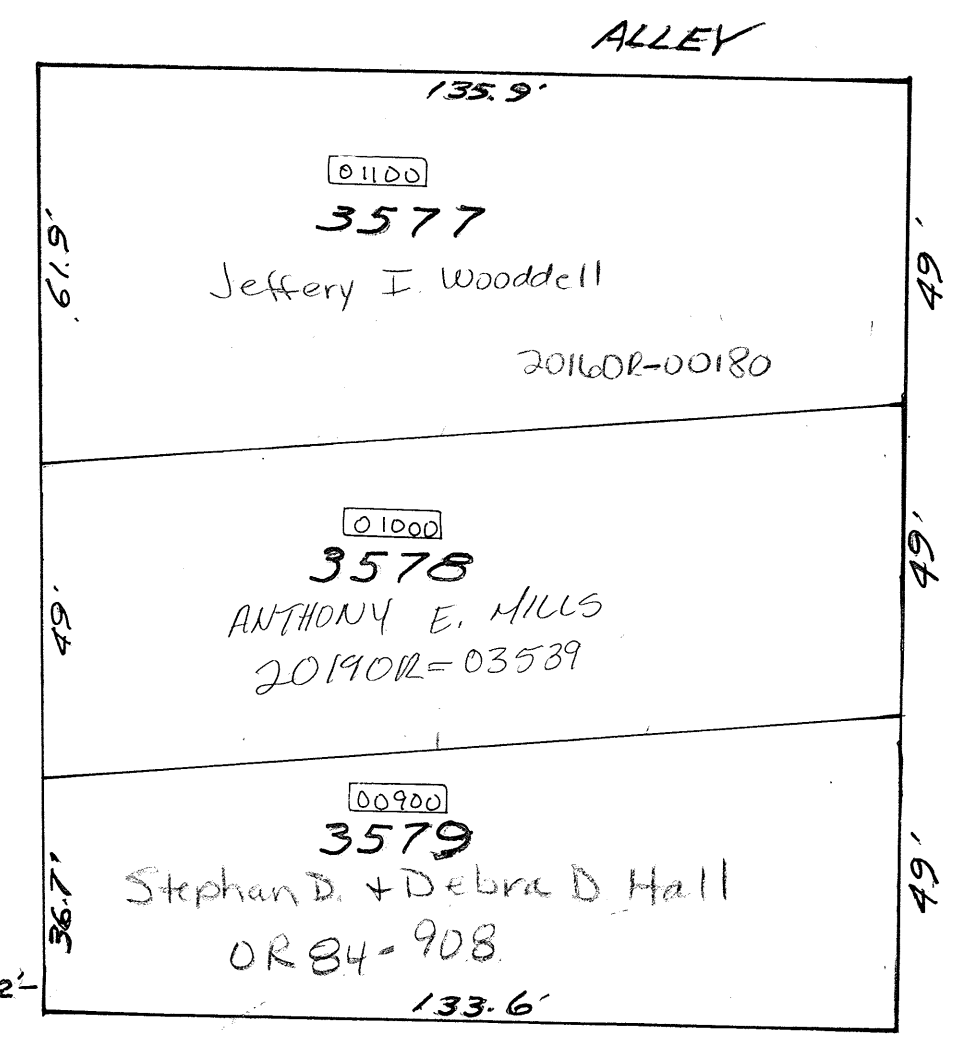 ALLEY
135.9'
01100
3577
61.9'
49'
Jeffery I. Wooddell
2016OR-00180
01000
3578
49'
49'
ANTHONY E. MILLS
2019OR=03539
00900
3579
36.7'
49'
Stephan D. + Debra D Hall
OR 84-908
2'-
133.6'